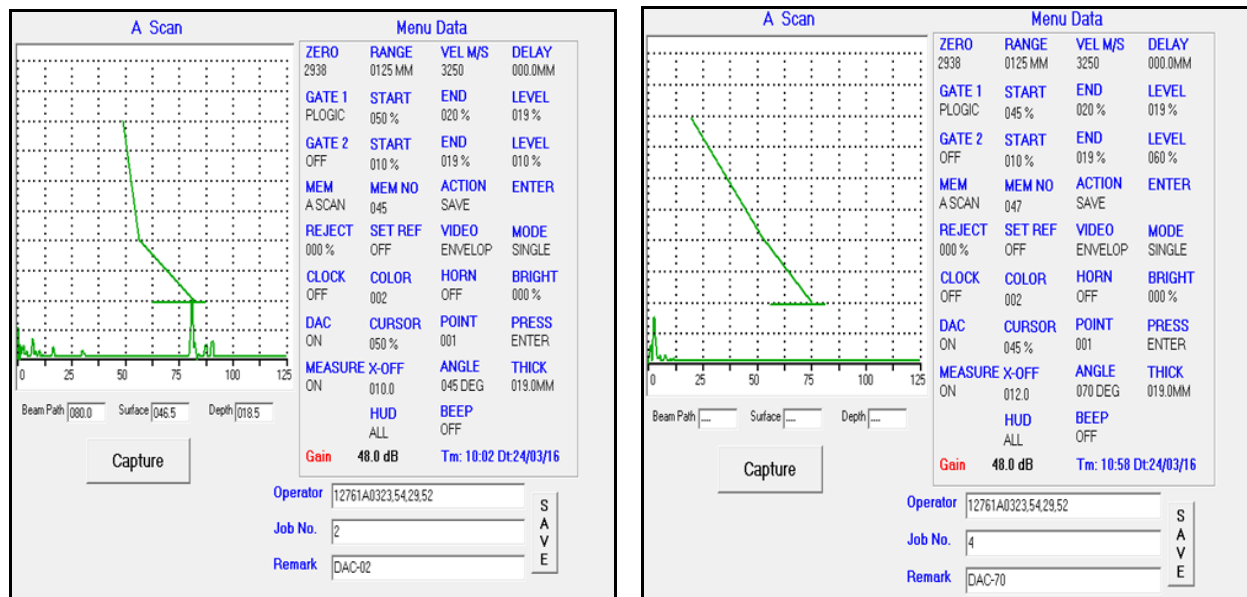 A Scan
Menu Data
ZERO RANGE VEL M/S DELAY
2938 0125 MM 3250 000.0MM
GATE 1 START END LEVEL
PLOGIC 050 % 020 % 019 %
GATE 2 START END LEVEL
OFF 010 % 019 % 010 %
MEM MEM NO ACTION ENTER
A SCAN 045 SAVE
REJECT SET REF VIDEO MODE
000 % OFF ENVELOP SINGLE
CLOCK COLOR HORN BRIGHT
OFF 002 OFF 000 %
DAC CURSOR POINT PRESS
ON 050 % 001 ENTER
MEASURE X-OFF ANGLE THICK
ON 010.0 045 DEG 019.0MM
HUD BEEP
ALL OFF
Gain 48.0 dB Tm: 10:02 Dt:24/03/16
0 25 50 75 100 125
Beam Path 080.0 Surface 046.5 Depth 018.5
Capture
Operator 12761A0323,54,29,52
Job No. 2
Remark DAC-02
SAVE
A Scan
Menu Data
ZERO RANGE VEL M/S DELAY
2938 0125 MM 3250 000.0MM
GATE 1 START END LEVEL
PLOGIC 045 % 020 % 019 %
GATE 2 START END LEVEL
OFF 010 % 019 % 060 %
MEM MEM NO ACTION ENTER
A SCAN 047 SAVE
REJECT SET REF VIDEO MODE
000 % OFF ENVELOP SINGLE
CLOCK COLOR HORN BRIGHT
OFF 002 OFF 000 %
DAC CURSOR POINT PRESS
ON 045 % 001 ENTER
MEASURE X-OFF ANGLE THICK
ON 012.0 070 DEG 019.0MM
HUD BEEP
ALL OFF
Gain 48.0 dB Tm: 10:58 Dt:24/03/16
0 25 50 75 100 125
Beam Path ---- Surface ---- Depth ----
Capture
Operator 12761A0323,54,29,52
Job No. 4
Remark DAC-70
SAVE